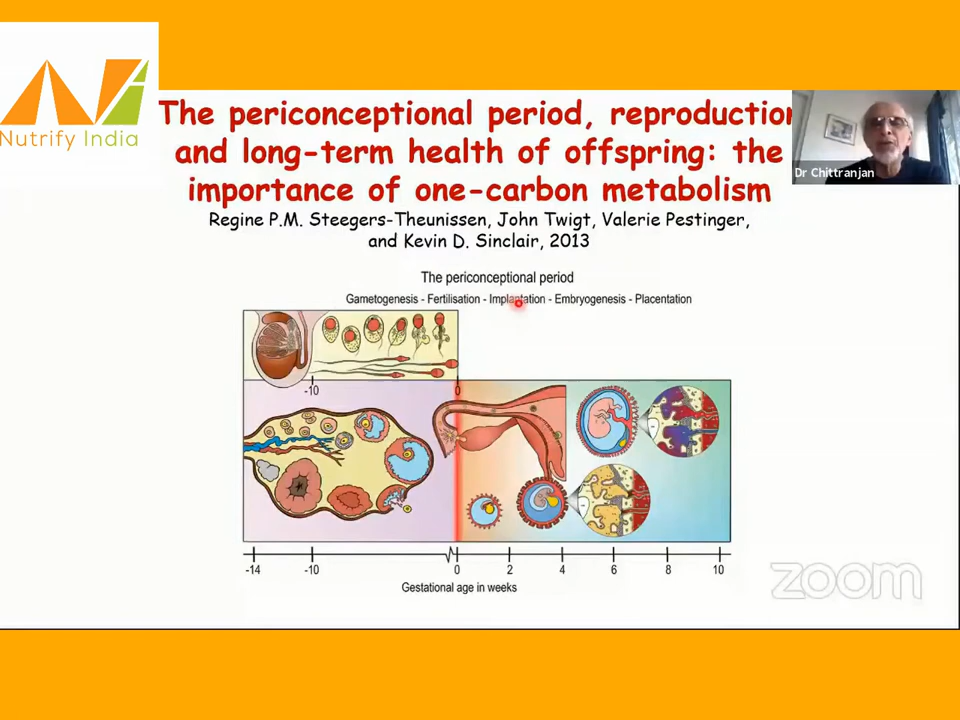 Nutrify India
The periconceptional period, reproduction
and long-term health of offspring: the
importance of one-carbon metabolism
Dr Chittranjan
Regine P.M. Steegers-Theunissen, John Twigt, Valerie Pestinger,
and Kevin D. Sinclair, 2013
The periconceptional period
Gametogenesis - Fertilisation - Implantation - Embryogenesis - Placentation
-10 0
-14 -10 0 2 4 6 8 10
Gestational age in weeks
zoom